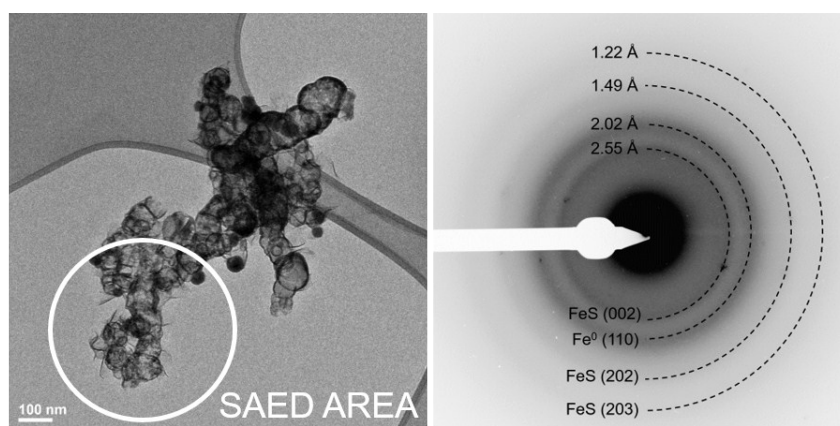 100 nm
SAED AREA
1.22 Å
1.49 Å
2.02 Å
2.55 Å
FeS (002)
Fe⁰ (110)
FeS (202)
FeS (203)